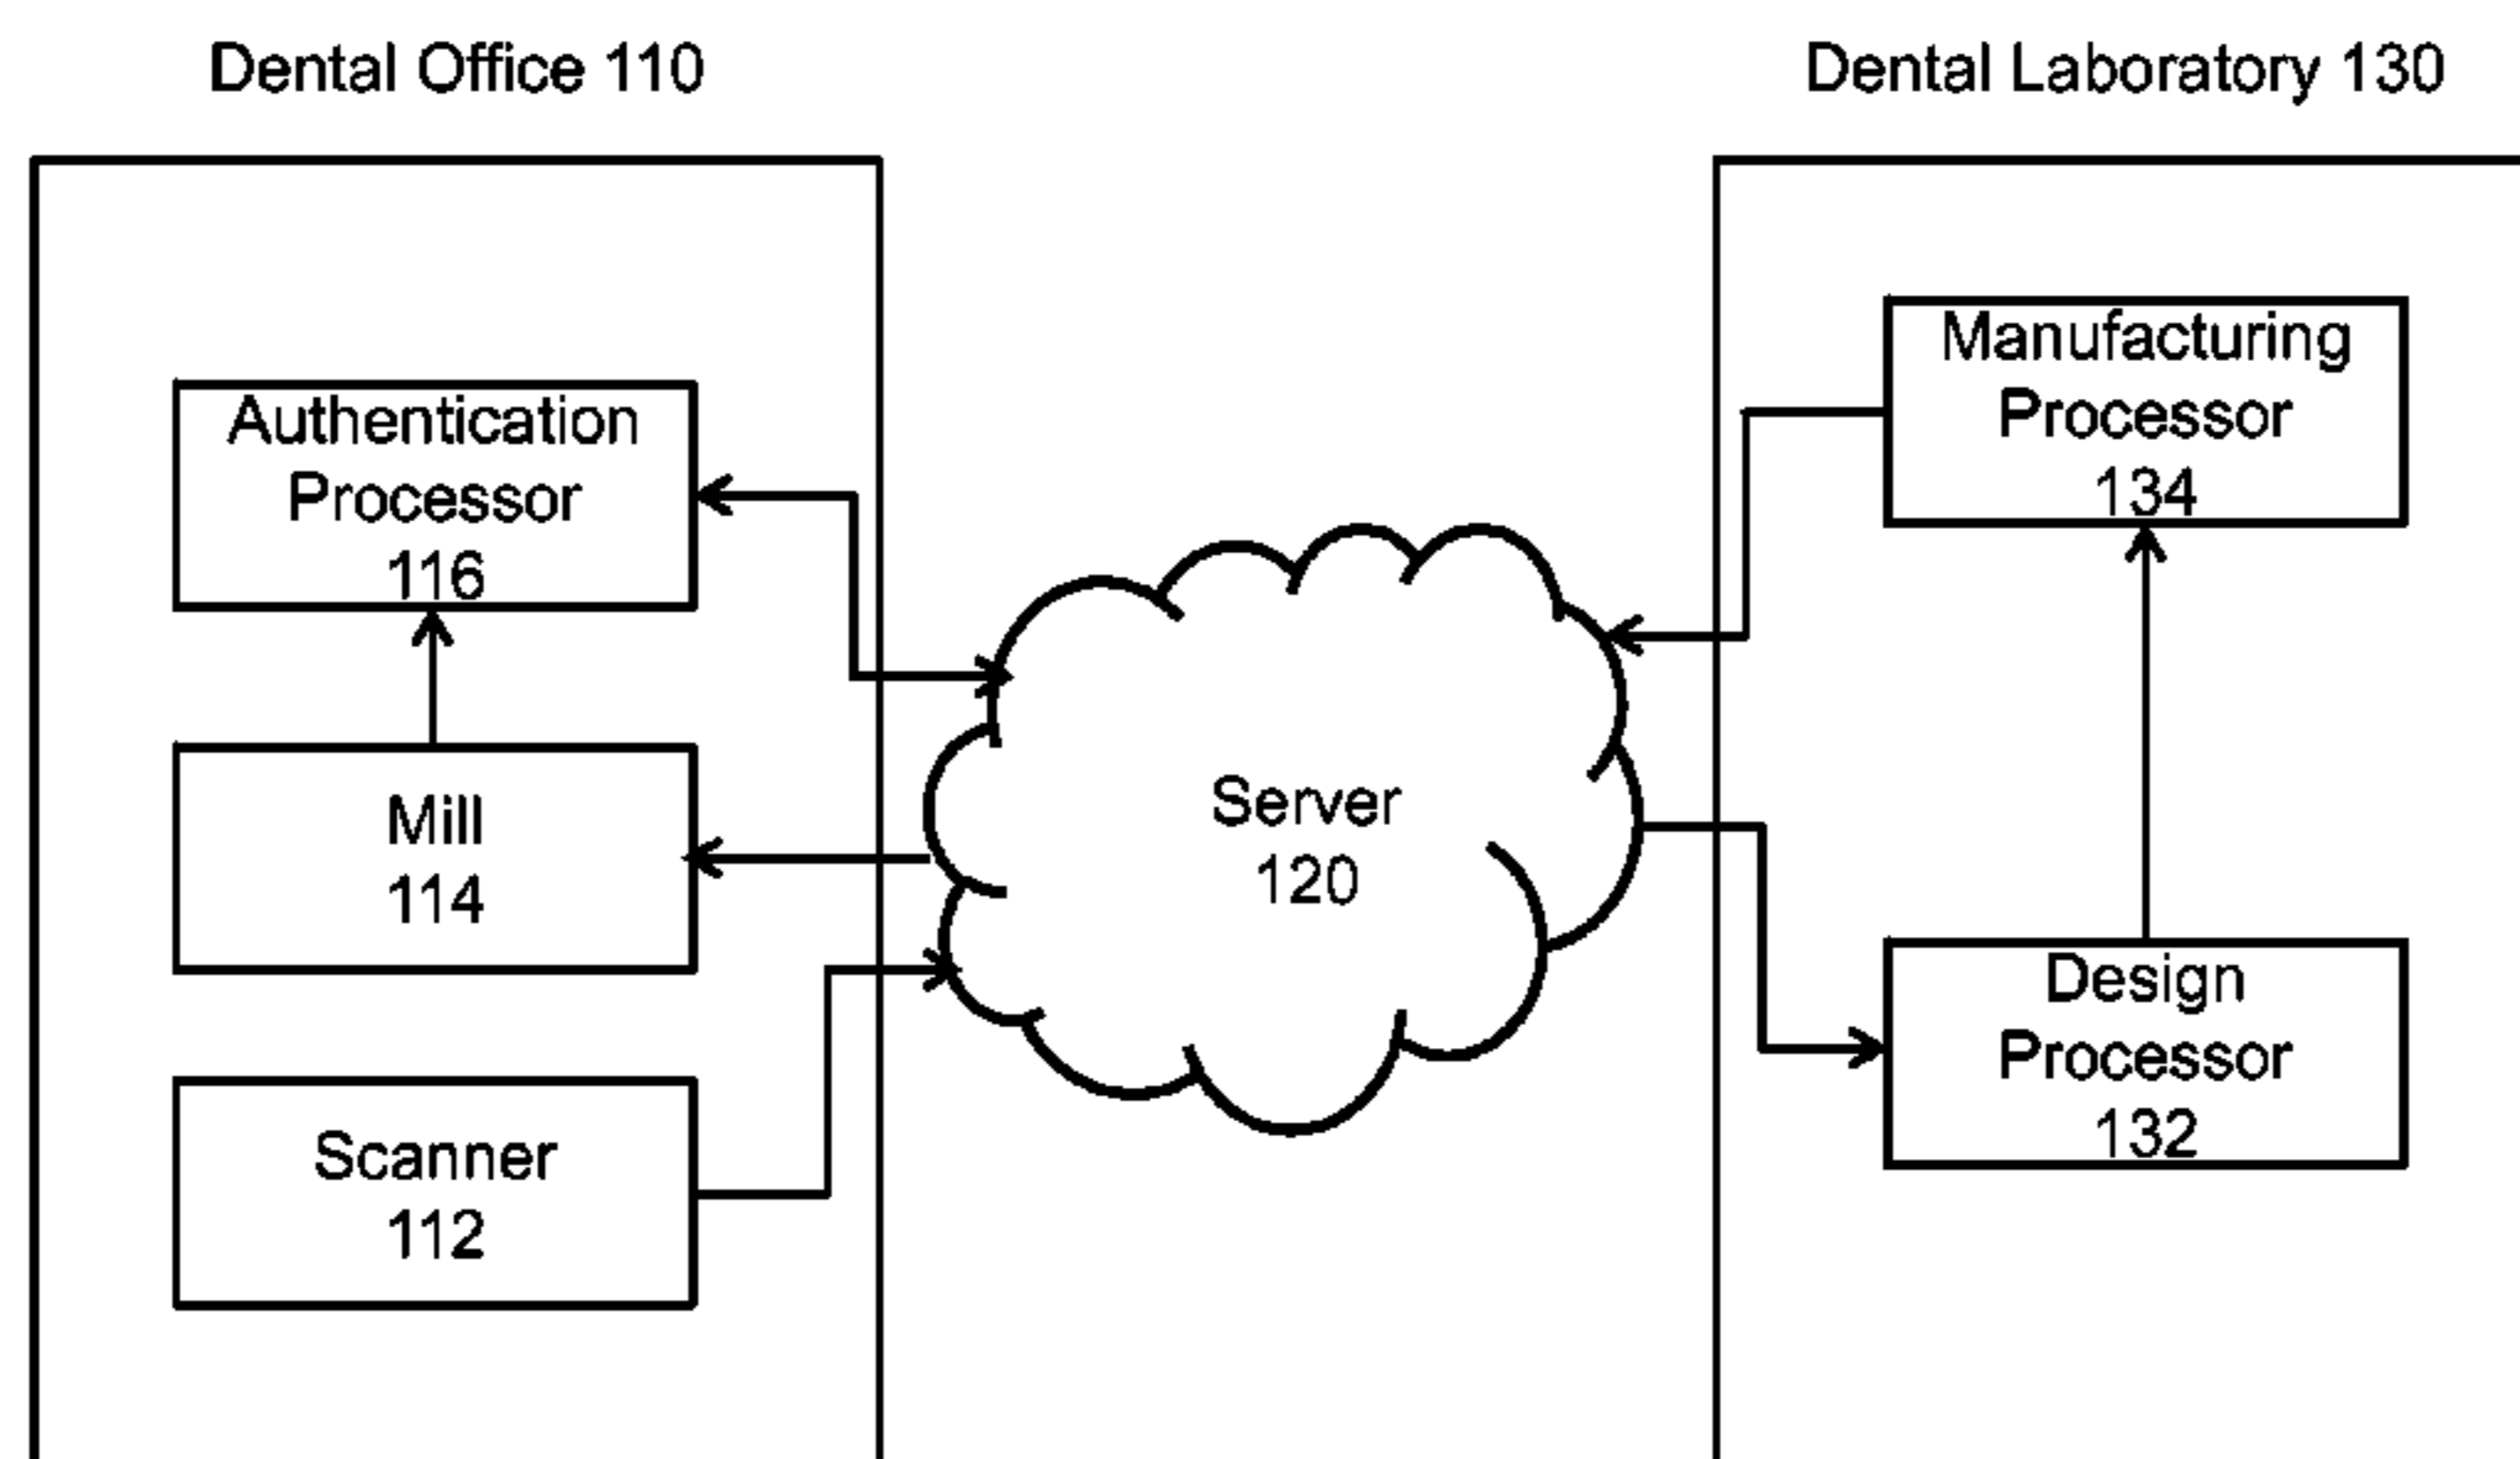 Dental Office 110
Dental Laboratory 130
Authentication
Processor
116
Mill
114
Scanner
112
Server
120
Manufacturing
Processor
134
Design
Processor
132